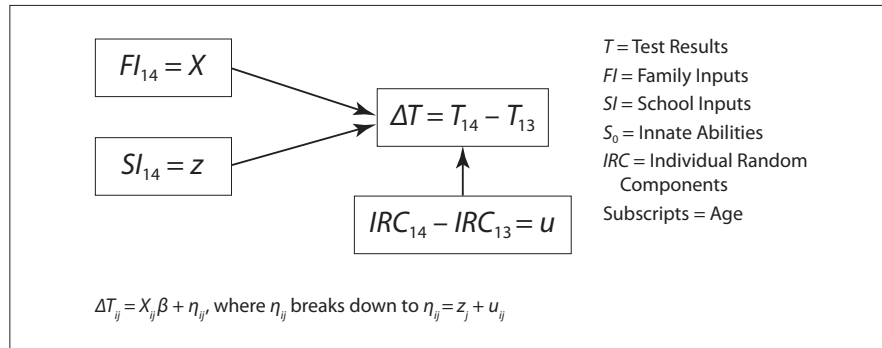 FI₁₄ = X
SI₁₄ = z
ΔT = T₁₄ – T₁₃
IRC₁₄ – IRC₁₃ = u
T = Test Results
FI = Family Inputs
SI = School Inputs
S₀ = Innate Abilities
IRC = Individual Random
Components
Subscripts = Age
ΔTᵢⱼ = Xᵢⱼβ + ηᵢⱼ, where ηᵢⱼ breaks down to ηᵢⱼ = zⱼ + uᵢⱼ